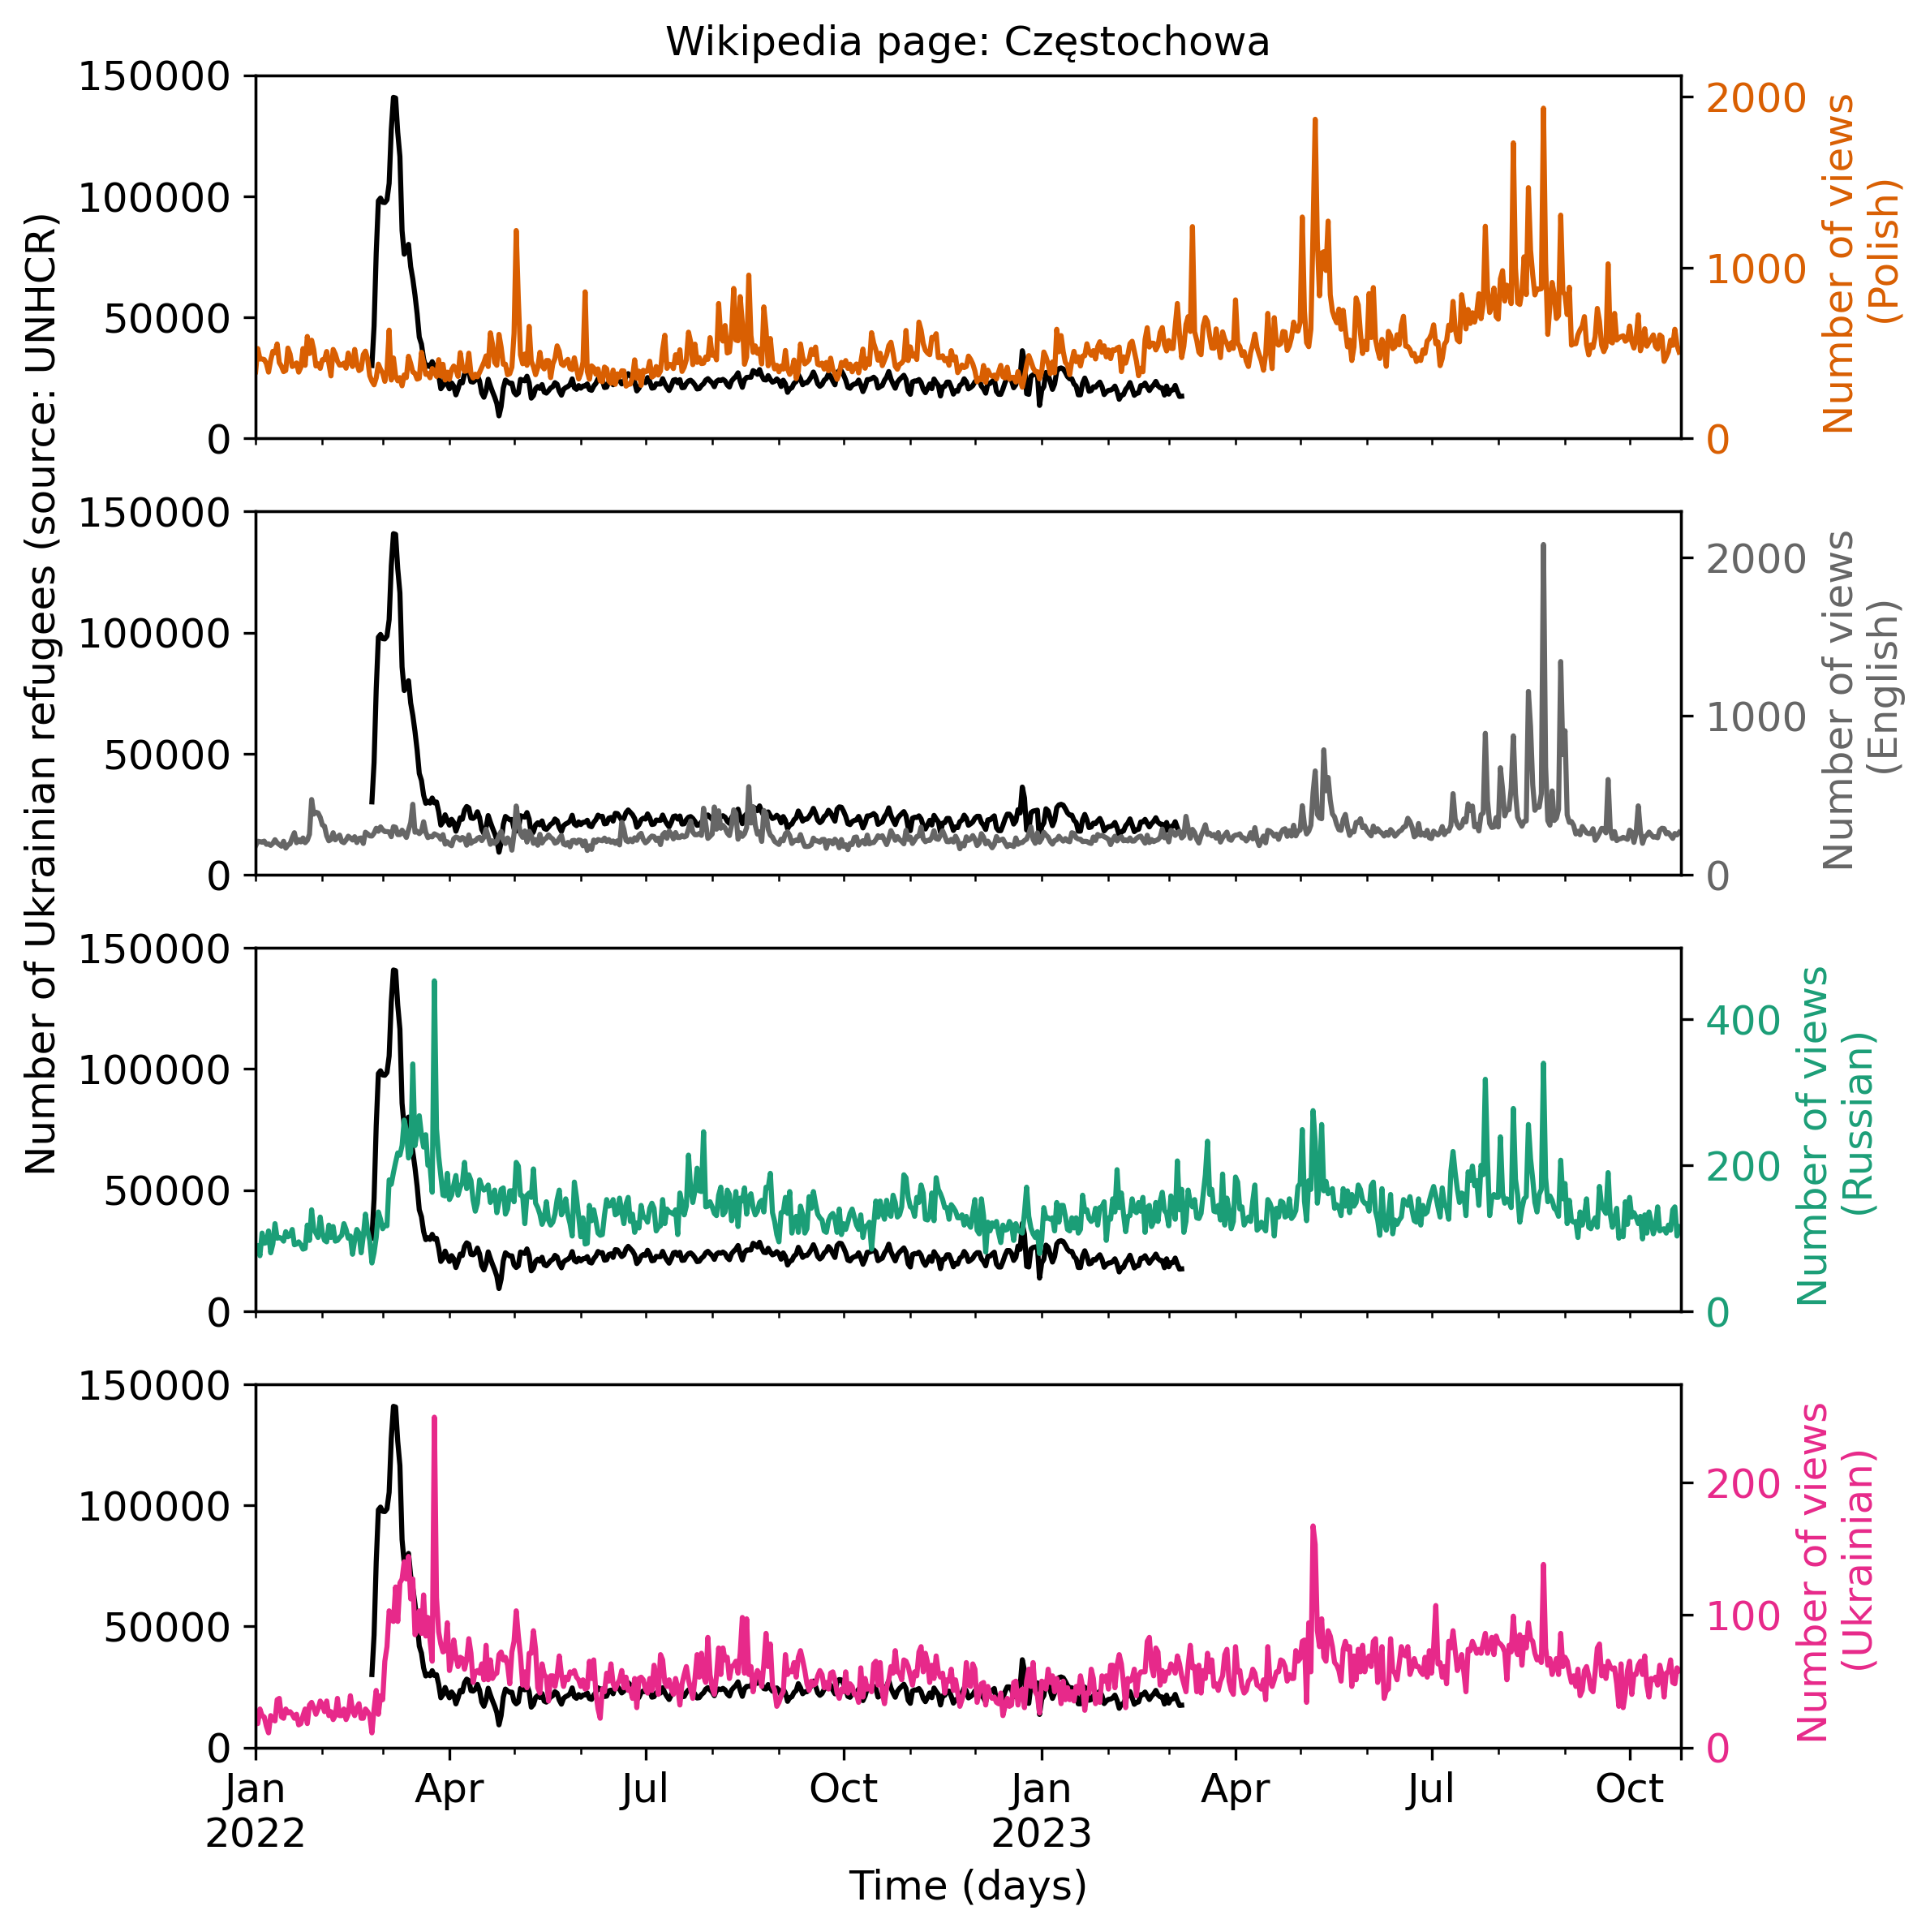 Wikipedia page: Częstochowa
Number of Ukrainian refugees (source: UNHCR)
150000
100000
50000
0
2000
1000
0
Number of views
(Polish)
150000
100000
50000
0
2000
1000
0
Number of views
(English)
150000
100000
50000
0
400
200
0
Number of views
(Russian)
150000
100000
50000
0
200
100
0
Number of views
(Ukrainian)
Jan Apr Jul Oct Jan Apr Jul Oct
2022 2023
Time (days)